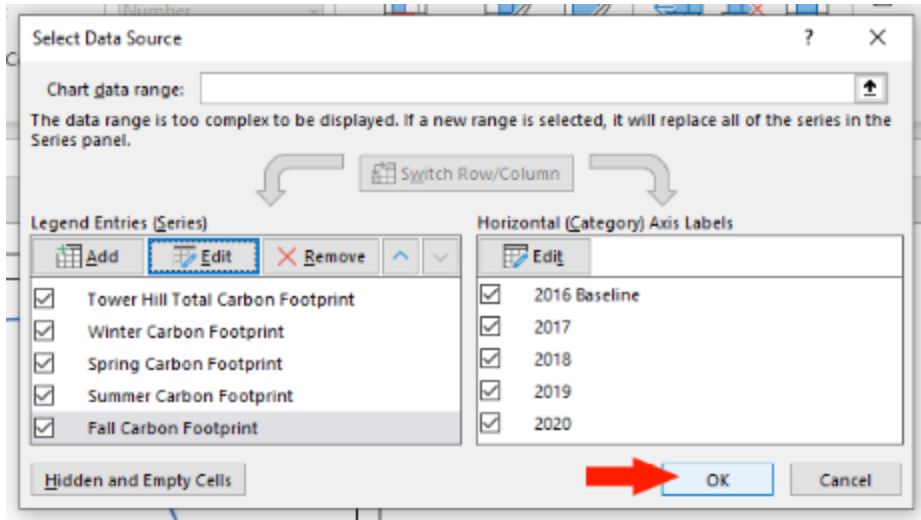 Number
Select Data Source ?
Chart data range:
The data range is too complex to be displayed. If a new range is selected, it will replace all of the series in the
Series panel.
Switch Row/Column
Legend Entries (Series)
Add Edit Remove
Tower Hill Total Carbon Footprint
Winter Carbon Footprint
Spring Carbon Footprint
Summer Carbon Footprint
Fall Carbon Footprint
Horizontal (Category) Axis Labels
Edit
2016 Baseline
2017
2018
2019
2020
Hidden and Empty Cells
OK
Cancel